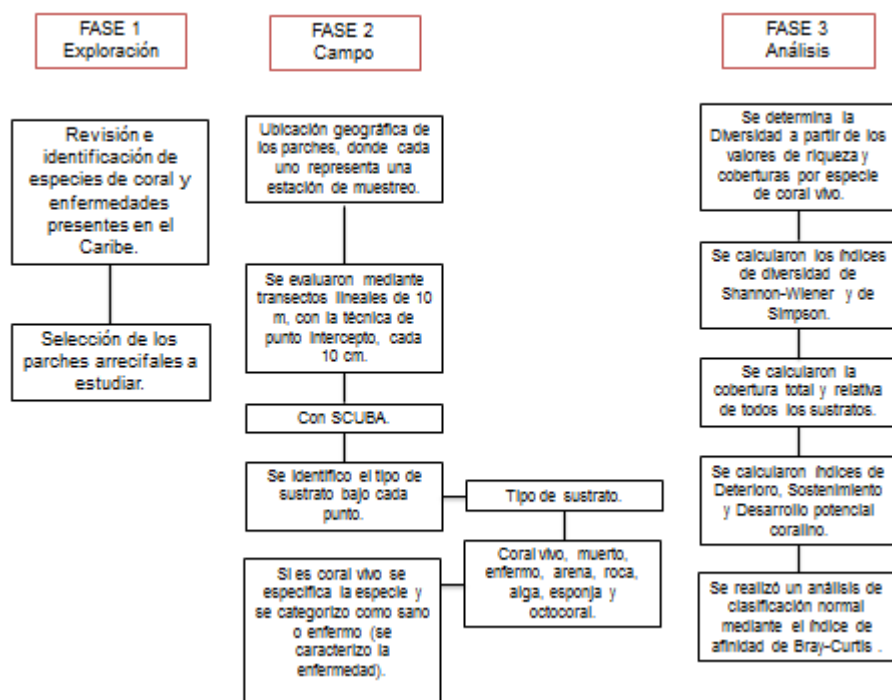 FASE 1
Exploración
Revisión e
identificación de
especies de coral y
enfermedades
presentes en el
Caribe.
Selección de los
parches arrecifales a
estudiar.
FASE 2
Campo
Ubicación geográfica de
los parches, donde cada
uno representa una
estación de muestreo.
Se evaluaron mediante
transectos lineales de 10
m, con la técnica de
punto intercepto, cada
10 cm.
Con SCUBA.
Se identifico el tipo de
sustrato bajo cada
punto.
Tipo de sustrato.
Coral vivo, muerto,
enfermo, arena, roca,
alga, esponja y
octocoral.
Si es coral vivo se
especifica la especie y
se categorizo como sano
o enfermo (se
caracterizo la
enfermedad).
FASE 3
Análisis
Se determina la
Diversidad a partir de los
valores de riqueza y
coberturas por especie
de coral vivo.
Se calcularon los índices
de diversidad de
Shannon-Wiener y de
Simpson.
Se calcularon la
cobertura total y relativa
de todos los sustratos.
Se calcularon índices de
Deterioro, Sostenimiento
y Desarrollo potencial
coralino.
Se realizó un análisis de
clasificación normal
mediante el índice de
afinidad de Bray-Curtis .